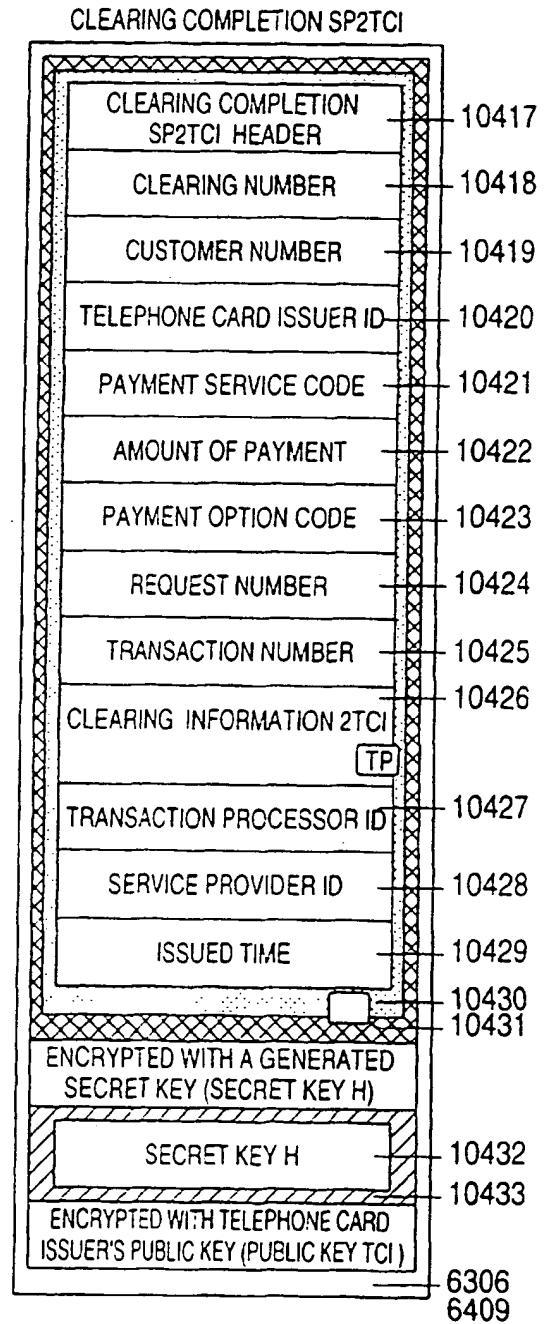 CLEARING COMPLETION SP2TCI
CLEARING COMPLETION
SP2TCI HEADER
10417
CLEARING NUMBER
10418
CUSTOMER NUMBER
10419
TELEPHONE CARD ISSUER ID
10420
PAYMENT SERVICE CODE
10421
AMOUNT OF PAYMENT
10422
PAYMENT OPTION CODE
10423
REQUEST NUMBER
10424
TRANSACTION NUMBER
10425
10426
CLEARING INFORMATION 2TCI
TP
10427
TRANSACTION PROCESSOR ID
SERVICE PROVIDER ID
10428
ISSUED TIME
10429
10430
10431
ENCRYPTED WITH A GENERATED
SECRET KEY (SECRET KEY H)
SECRET KEY H
10432
10433
ENCRYPTED WITH TELEPHONE CARD
ISSUER'S PUBLIC KEY (PUBLIC KEY TCI)
6306
6409